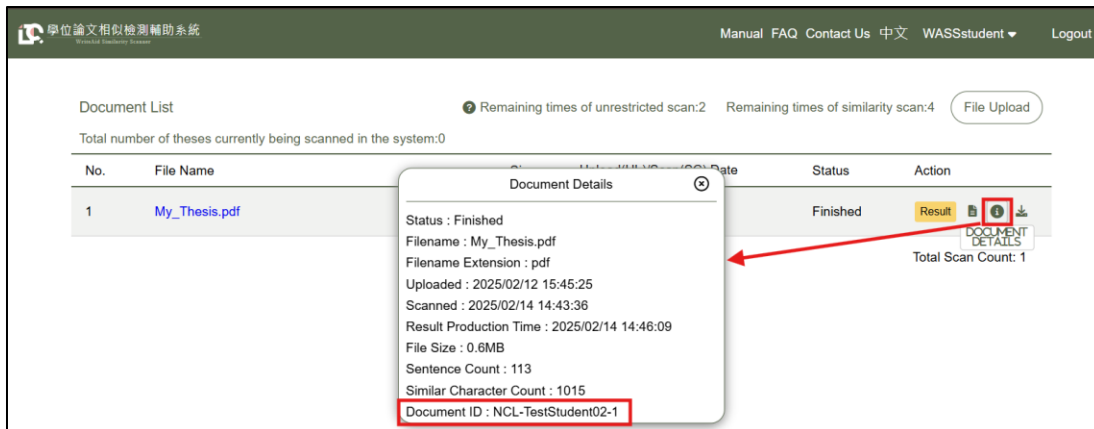 學位論文相似檢測輔助系統
Manual FAQ Contact Us 中文 WASSstudent Logout
Document List
Remaining times of unrestricted scan:2 Remaining times of similarity scan:4 File Upload
Total number of theses currently being scanned in the system:0
No. File Name Date Status Action
1 My_Thesis.pdf Finished Result
DOCUMENT
DETAILS
Total Scan Count: 1
Document Details
Status : Finished
Filename : My_Thesis.pdf
Filename Extension : pdf
Uploaded : 2025/02/12 15:45:25
Scanned : 2025/02/14 14:43:36
Result Production Time : 2025/02/14 14:46:09
File Size : 0.6MB
Sentence Count : 113
Similar Character Count : 1015
Document ID : NCL-TestStudent02-1